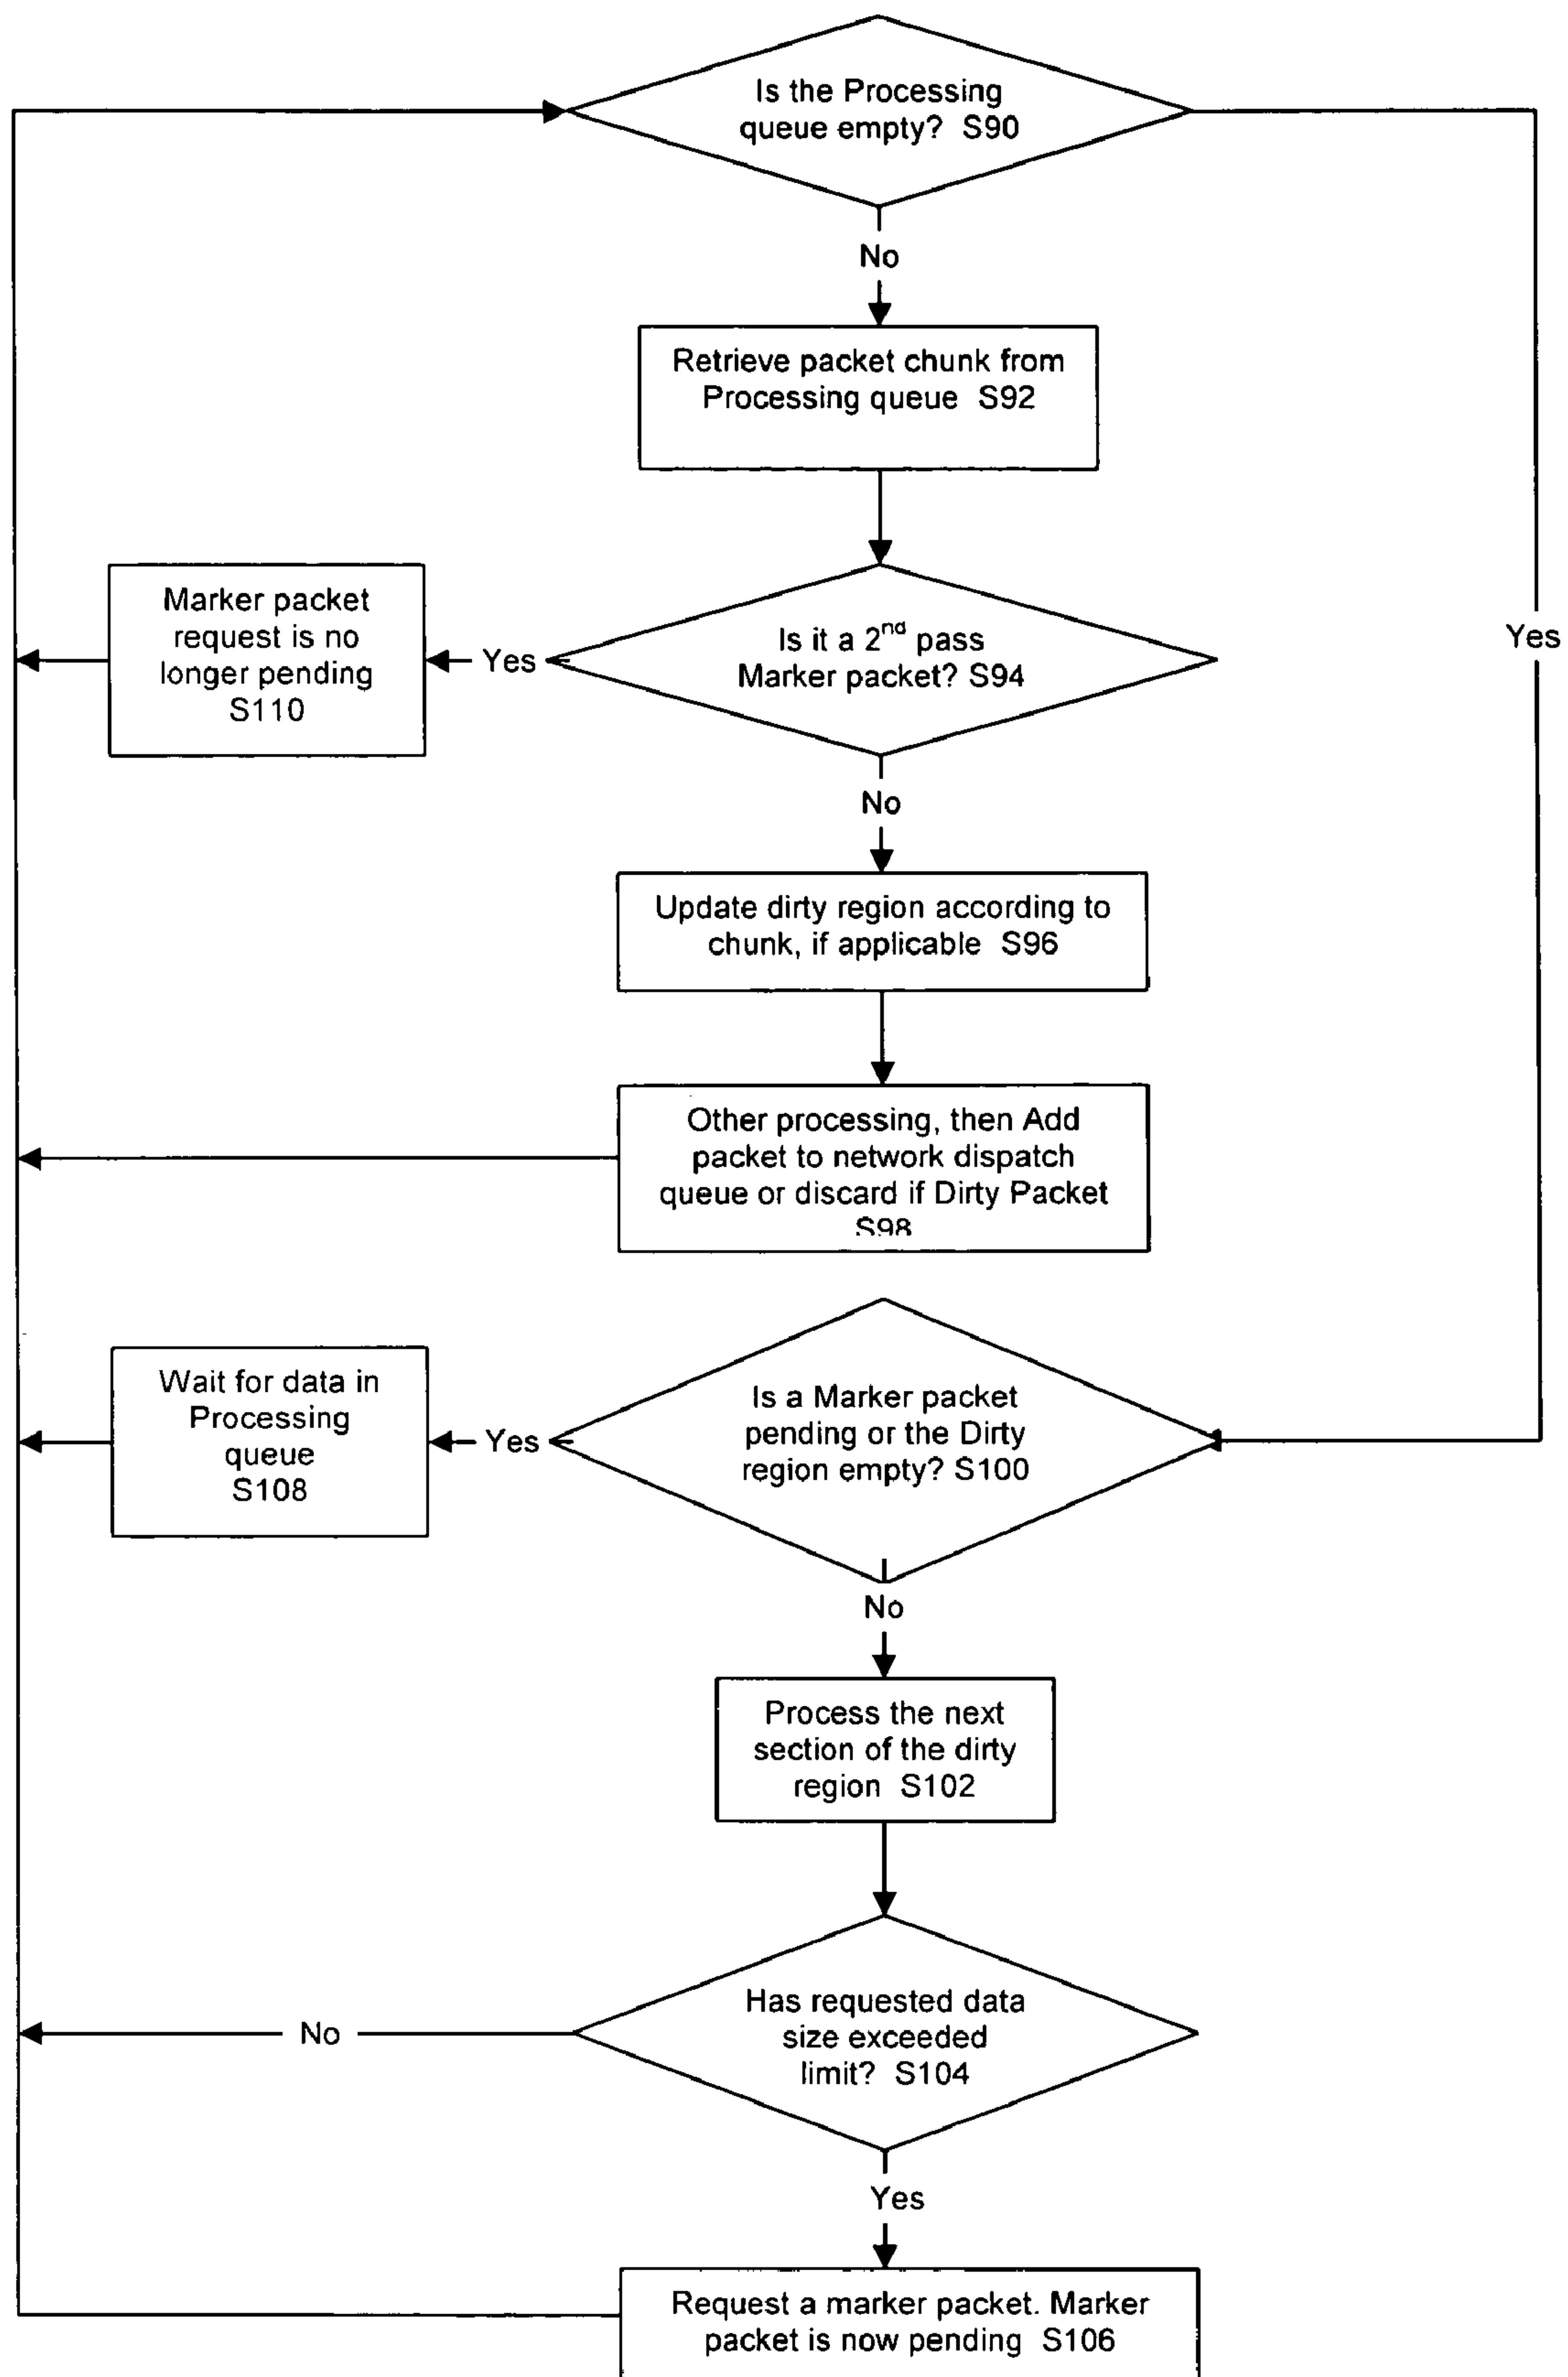 Is the Processing
queue empty? S90
No
Retrieve packet chunk from
Processing queue S92
Marker packet
request is no
longer pending
S110
Yes
Is it a 2nd pass
Marker packet? S94
Yes
No
Update dirty region according to
chunk, if applicable S96
Other processing, then Add
packet to network dispatch
queue or discard if Dirty Packet
S98
Wait for data in
Processing
queue
S108
Yes
Is a Marker packet
pending or the Dirty
region empty? S100
No
Process the next
section of the dirty
region S102
Has requested data
size exceeded
limit? S104
No
Yes
Request a marker packet. Marker
packet is now pending S106